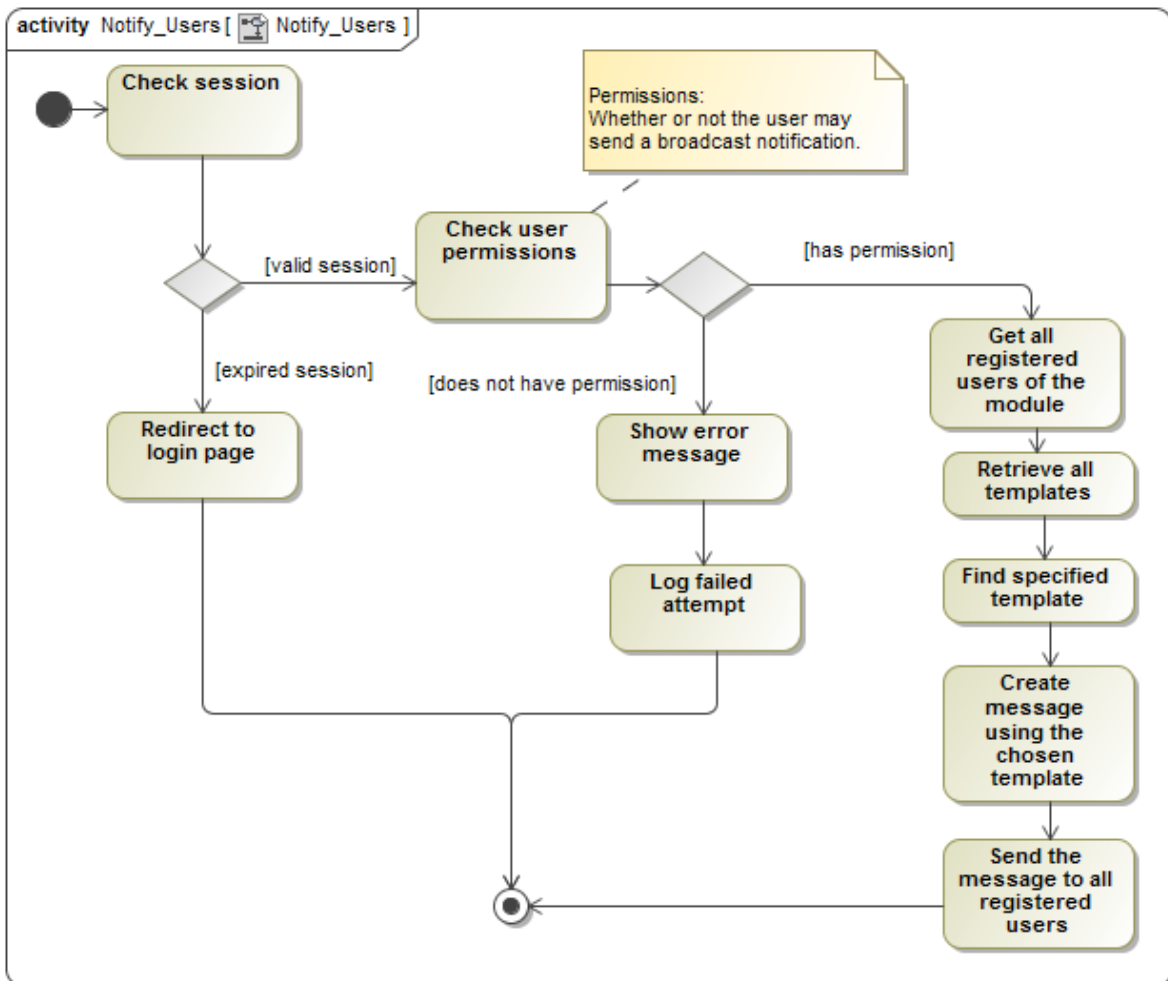 activity Notify_Users [ Notify_Users ]
Check session
Permissions:
Whether or not the user may
send a broadcast notification.
Check user
permissions
[has permission]
[valid session]
Get all
registered
users of the
module
[expired session]
[does not have permission]
Redirect to
login page
Show error
message
Retrieve all
templates
Log failed
attempt
Find specified
template
Create
message
using the
chosen
template
Send the
message to all
registered
users